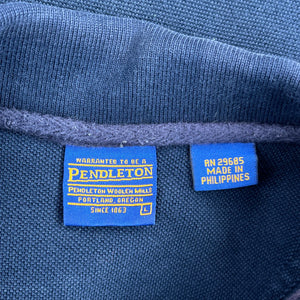 WARRANTED TO BE A
PENDLETON
PENDLETON WOOLEN MILLS
PORTLAND, OREGON
SINCE 1863
L
RN 29685
MADE IN
PHILIPPINES